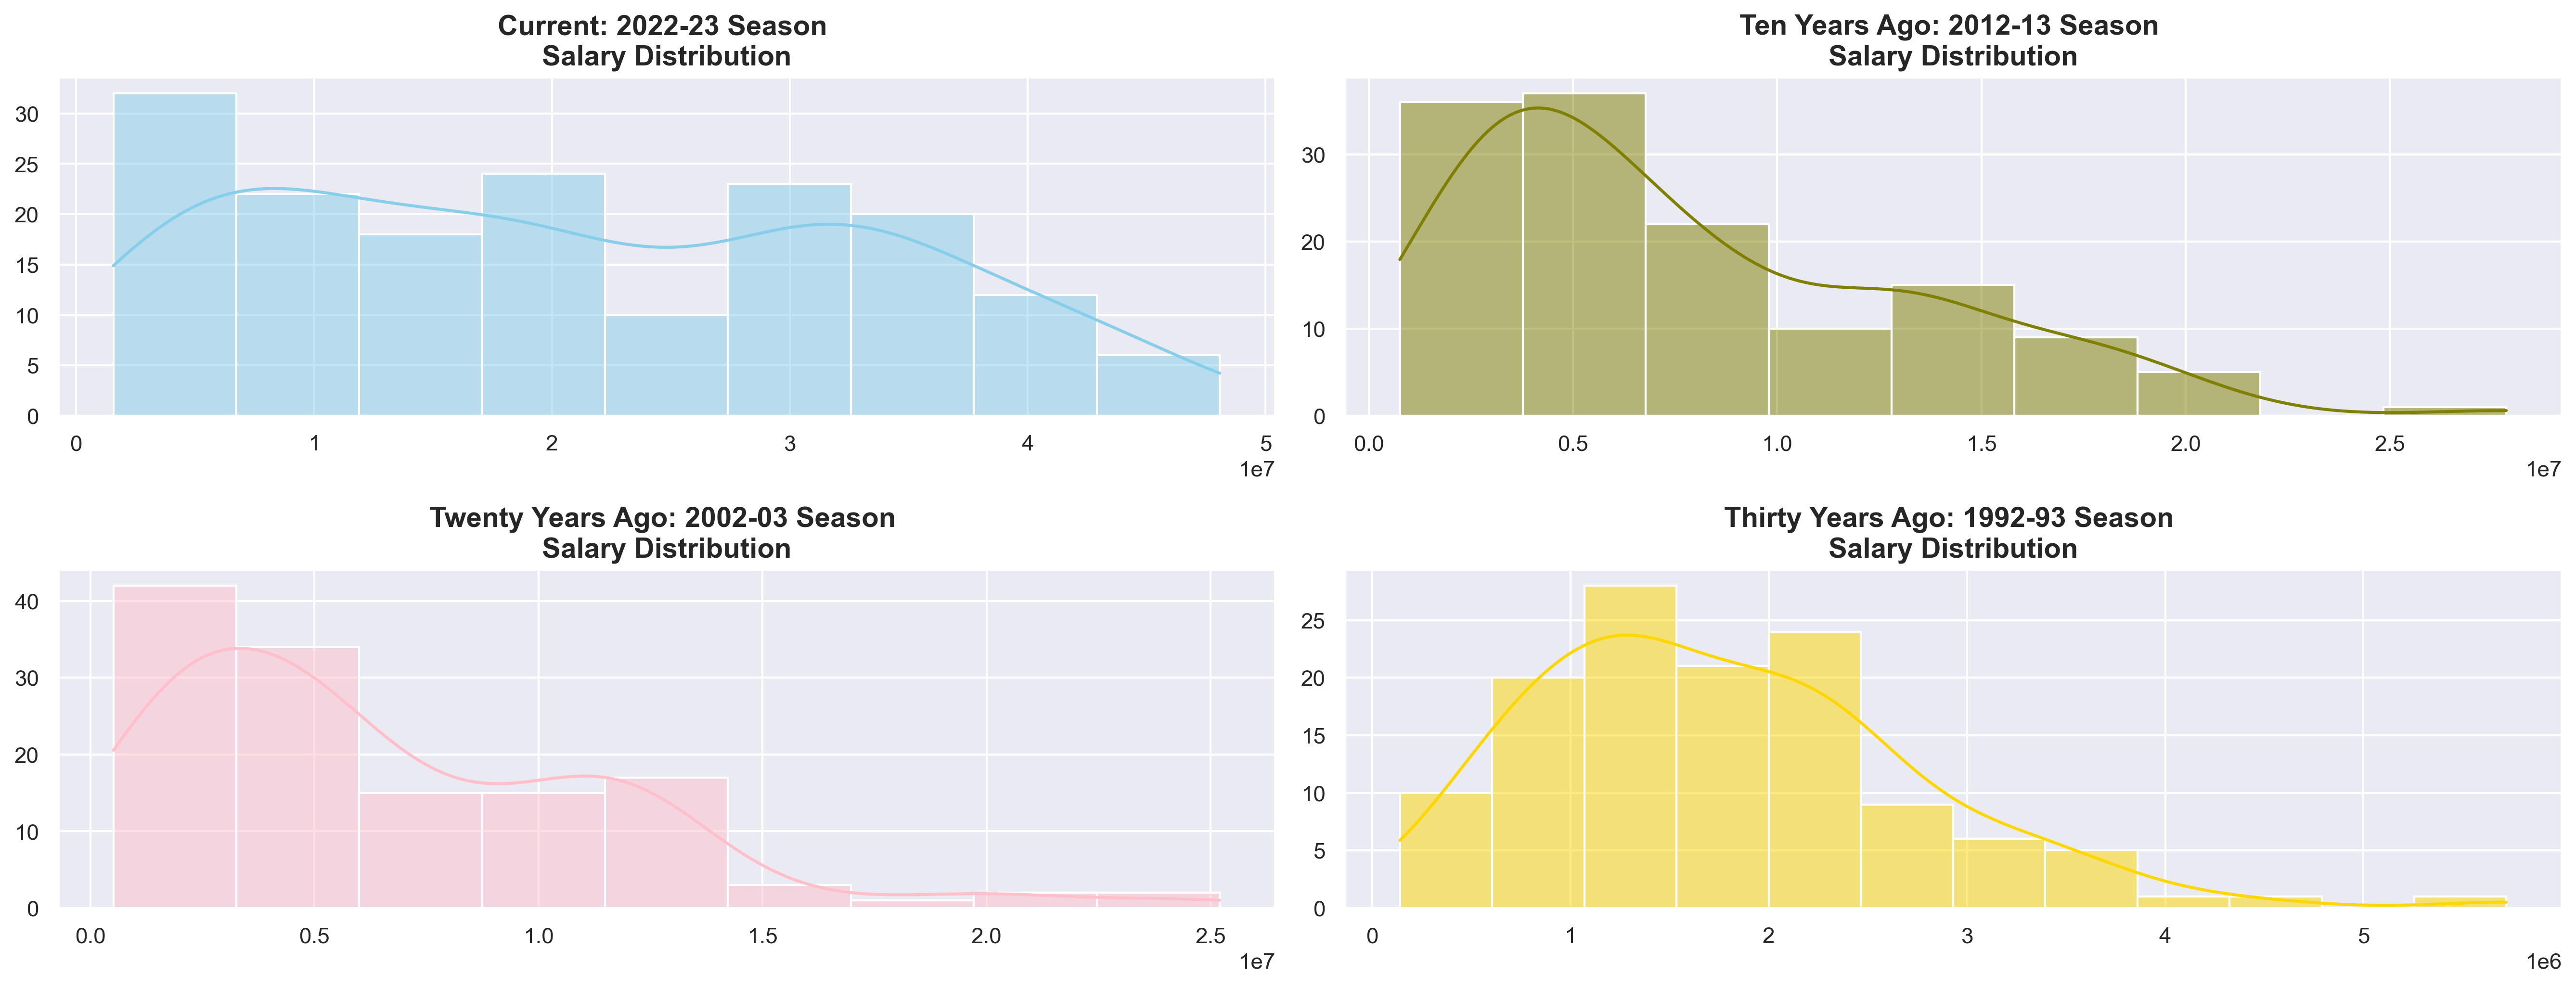 Current: 2022-23 Season
Salary Distribution
30
25
20
15
10
5
0
0 1 2 3 4 5
1e7
Ten Years Ago: 2012-13 Season
Salary Distribution
30
20
10
0
0.0 0.5 1.0 1.5 2.0 2.5
1e7
Twenty Years Ago: 2002-03 Season
Salary Distribution
40
30
20
10
0
0.0 0.5 1.0 1.5 2.0 2.5
1e7
Thirty Years Ago: 1992-93 Season
Salary Distribution
25
20
15
10
5
0
0 1 2 3 4 5
1e6